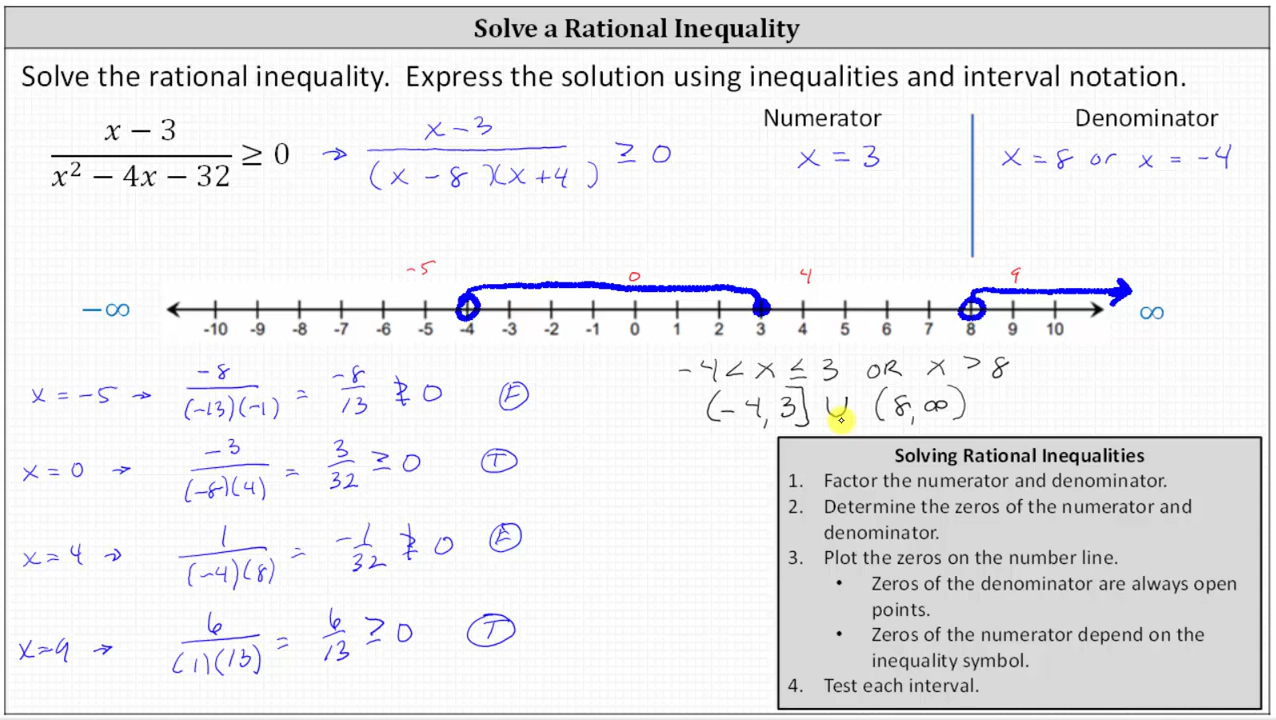 Solve a Rational Inequality
Solve the rational inequality. Express the solution using inequalities and interval notation.
(x − 3)/(x² − 4x − 32) ≥ 0 → (x − 3)/((x − 8)(x + 4)) ≥ 0
Numerator
x = 3
Denominator
x = 8 or x = −4
−5 0 4 9
−∞ -10 -9 -8 -7 -6 -5 -4 -3 -2 -1 0 1 2 3 4 5 6 7 8 9 10 ∞
x = −5 → −8/((−13)(−1)) = −8/13 ≱ 0 F
x = 0 → −3/((−8)(4)) = 3/32 ≥ 0 T
x = 4 → 1/((−4)(8)) = −1/32 ≱ 0 F
x = 9 → 6/((1)(13)) = 6/13 ≥ 0 T
−4 < x ≤ 3 OR x > 8
(−4, 3] ∪ (8, ∞)
Solving Rational Inequalities
1. Factor the numerator and denominator.
2. Determine the zeros of the numerator and
denominator.
3. Plot the zeros on the number line.
• Zeros of the denominator are always open
points.
• Zeros of the numerator depend on the
inequality symbol.
4. Test each interval.